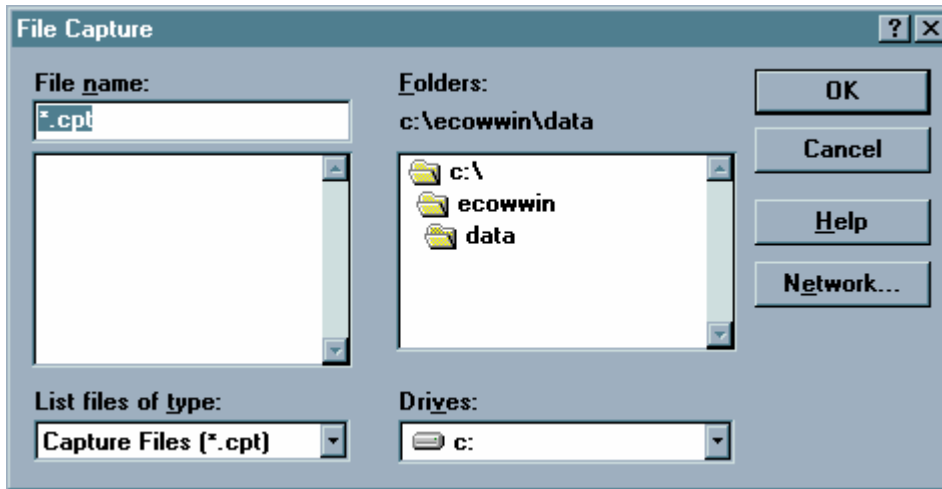 File Capture
File name:
*.cpt
Folders:
c:\ecowwin\data
c:\
ecowwin
data
OK
Cancel
Help
Network...
List files of type:
Capture Files (*.cpt)
Drives:
c: